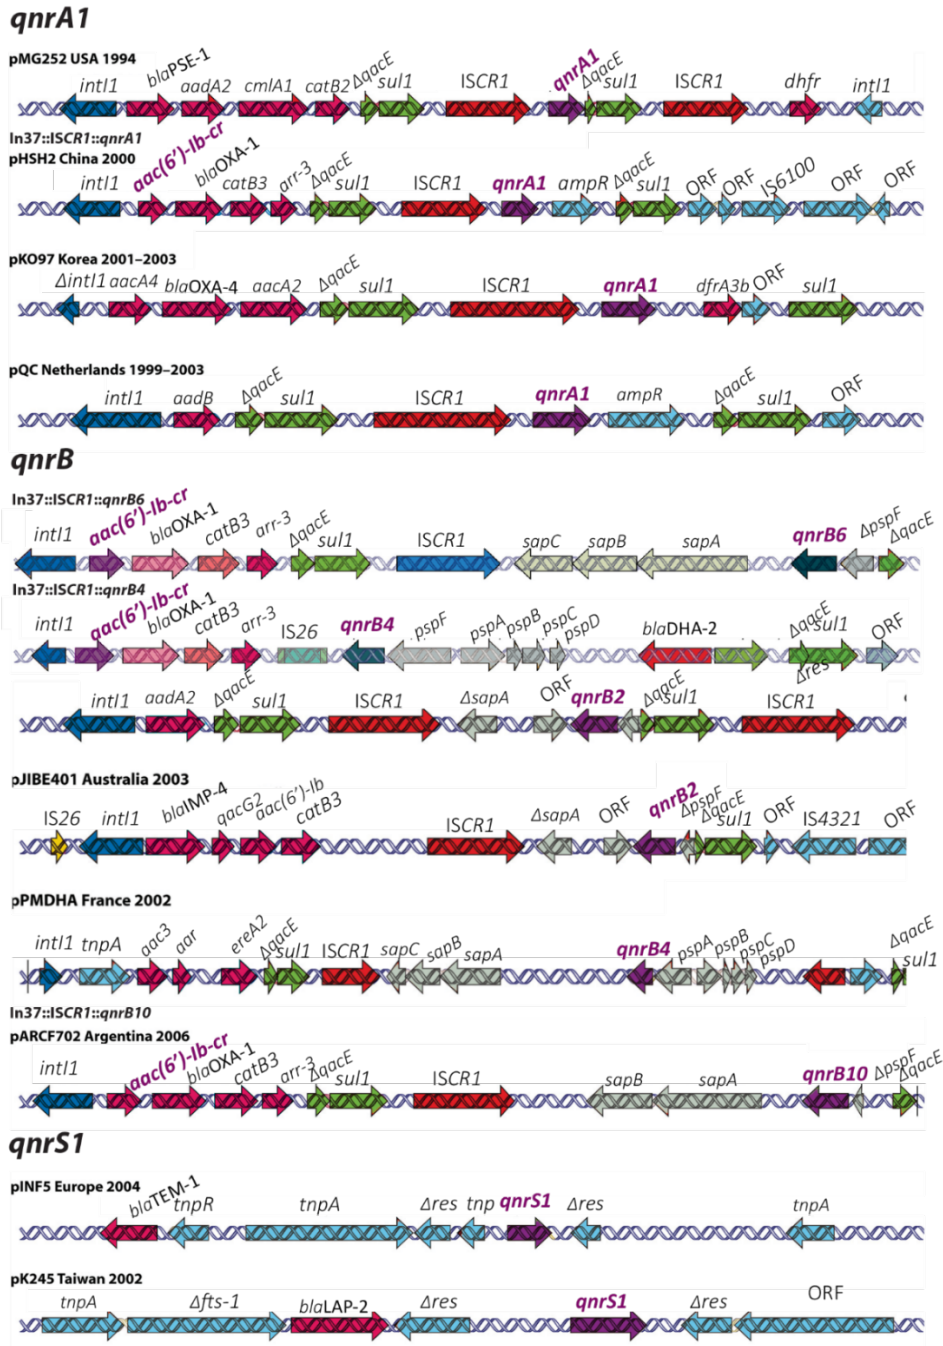 qnrA1
pMG252 USA 1994
intI1 blaPSE-1 aadA2 cmlA1 catB2 ΔqacE sul1 ISCR1 qnrA1 ΔqacE sul1 ISCR1 dhfr intI1
In37::ISCR1::qnrA1
pHSH2 China 2000
intI1 aac(6')-Ib-cr blaOXA-1 catB3 arr-3 ΔqacE sul1 ISCR1 qnrA1 ampR ΔqacE sul1 ORF ORF IS6100 ORF ORF
pKO97 Korea 2001–2003
ΔintI1 aacA4 blaOXA-4 aacA2 ΔqacE sul1 ISCR1 qnrA1 dfrA3b ORF sul1
pQC Netherlands 1999–2003
intI1 aadB ΔqacE sul1 ISCR1 qnrA1 ampR ΔqacE sul1 ORF
qnrB
In37::ISCR1::qnrB6
intI1 aac(6')-Ib-cr blaOXA-1 catB3 arr-3 ΔqacE sul1 ISCR1 sapC sapB sapA qnrB6 ΔpspF ΔqacE
In37::ISCR1::qnrB4
intI1 aac(6')-Ib-cr blaOXA-1 catB3 arr-3 IS26 qnrB4 pspF pspA pspB pspC pspD blaDHA-2 ΔqacE sul1 ORF
Δres
intI1 aadA2 ΔqacE sul1 ISCR1 ΔsapA ORF qnrB2 ΔqacE sul1 ISCR1
pJIBE401 Australia 2003
IS26 intI1 blaIMP-4 qacG2 aac(6')-Ib catB3 ISCR1 ΔsapA ORF qnrB2 ΔpspF ΔqacE sul1 ORF IS4321 ORF
pPMDHA France 2002
intI1 tnpA aac3 aar ereA2 ΔqacE sul1 ISCR1 sapC sapB sapA qnrB4 pspA pspB pspC pspD ΔqacE sul1
In37::ISCR1::qnrB10
pARCF702 Argentina 2006
intI1 aac(6')-Ib-cr blaOXA-1 catB3 arr-3 ΔqacE sul1 ISCR1 sapB sapA qnrB10 ΔpspF ΔqacE
qnrS1
pINF5 Europe 2004
blaTEM-1 tnpR tnpA Δres tnp qnrS1 Δres tnpA
pK245 Taiwan 2002
tnpA Δfts-1 blaLAP-2 Δres qnrS1 Δres ORF